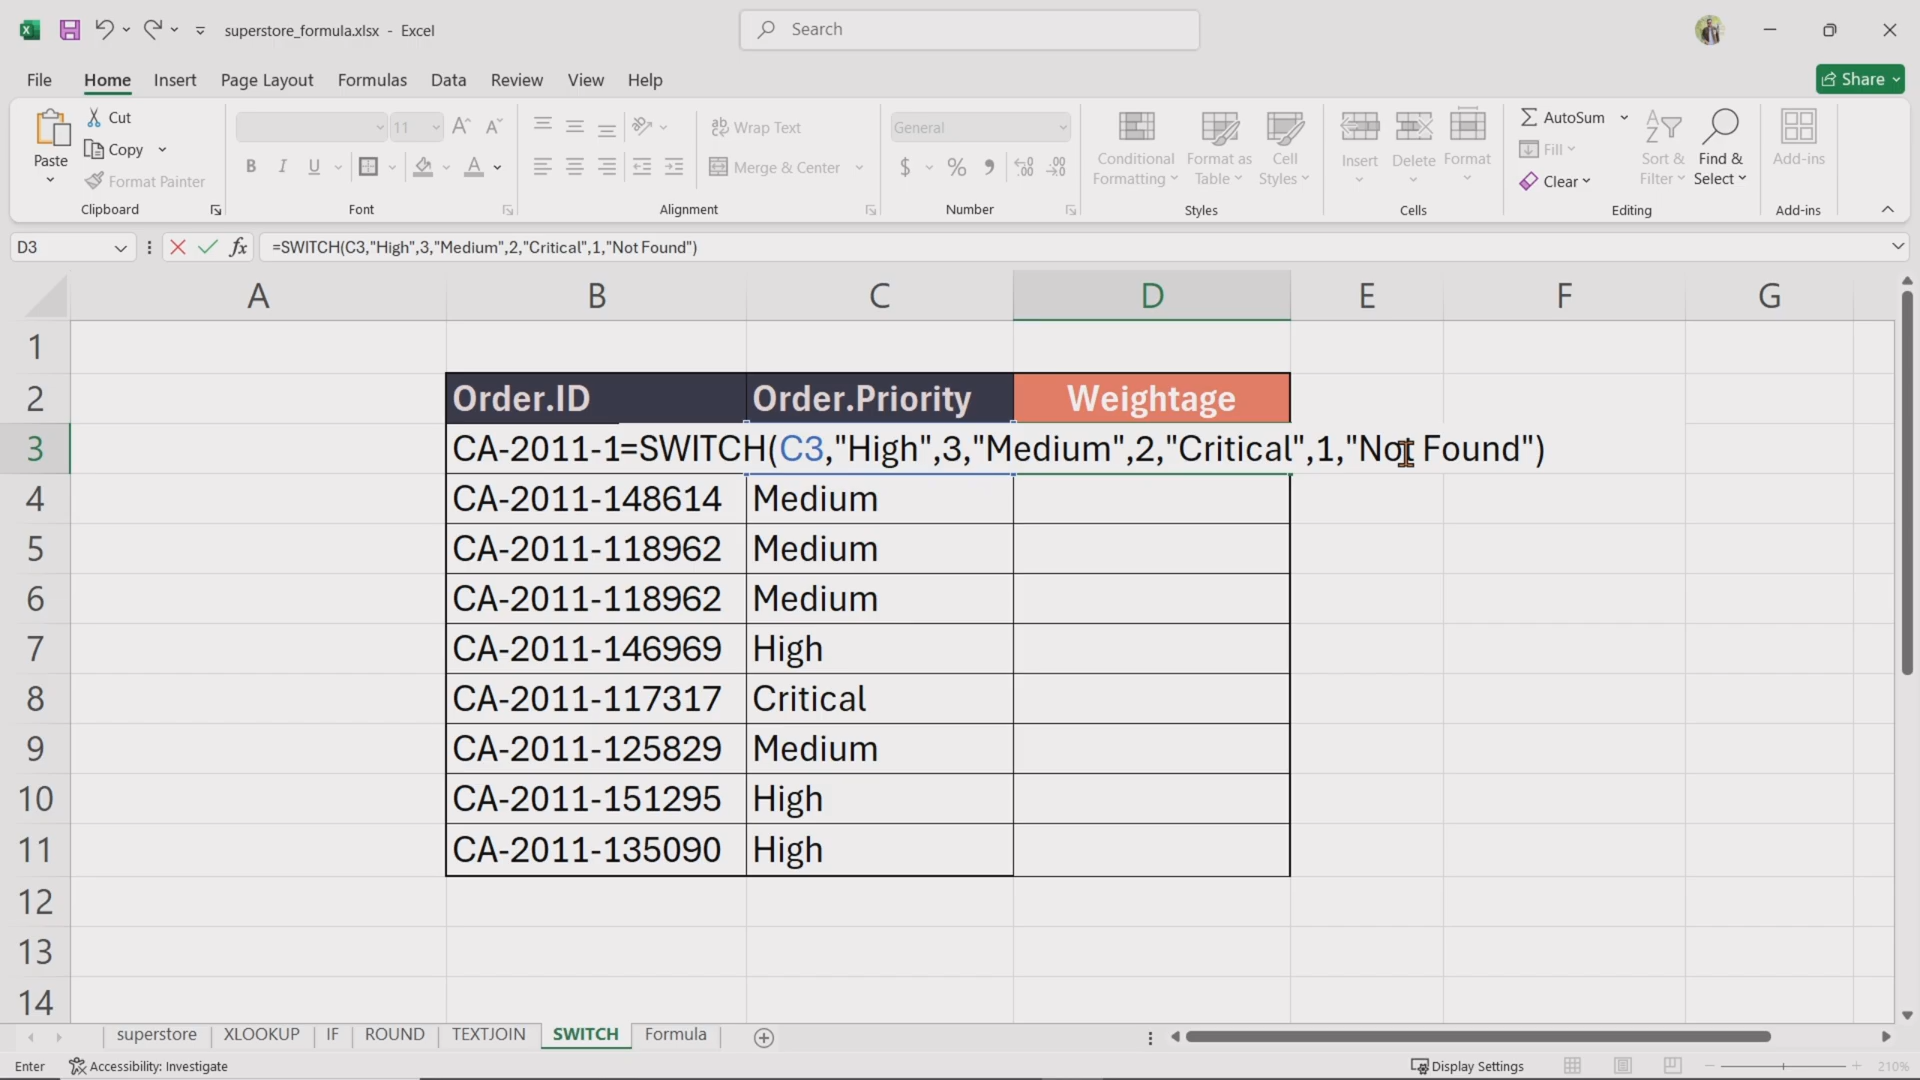 superstore_formula.xlsx - Excel
Search
File Home Insert Page Layout Formulas Data Review View Help
Share
Paste
Cut
Copy
Format Painter
Clipboard
11
B I U
Font
Wrap Text
Merge & Center
Alignment
General
$ % 9
Number
Conditional Formatting
Format as Table
Cell Styles
Styles
Insert
Delete
Format
Cells
AutoSum
Fill
Clear
Sort & Filter
Find & Select
Editing
Add-ins
Add-ins
D3
fx
=SWITCH(C3,"High",3,"Medium",2,"Critical",1,"Not Found")
A B C D E F G
1
2 Order.ID Order.Priority Weightage
3 CA-2011-1=SWITCH(C3,"High",3,"Medium",2,"Critical",1,"Not Found")
4 CA-2011-148614 Medium
5 CA-2011-118962 Medium
6 CA-2011-118962 Medium
7 CA-2011-146969 High
8 CA-2011-117317 Critical
9 CA-2011-125829 Medium
10 CA-2011-151295 High
11 CA-2011-135090 High
12
13
14
superstore XLOOKUP IF ROUND TEXTJOIN SWITCH Formula
Enter Accessibility: Investigate Display Settings 210%